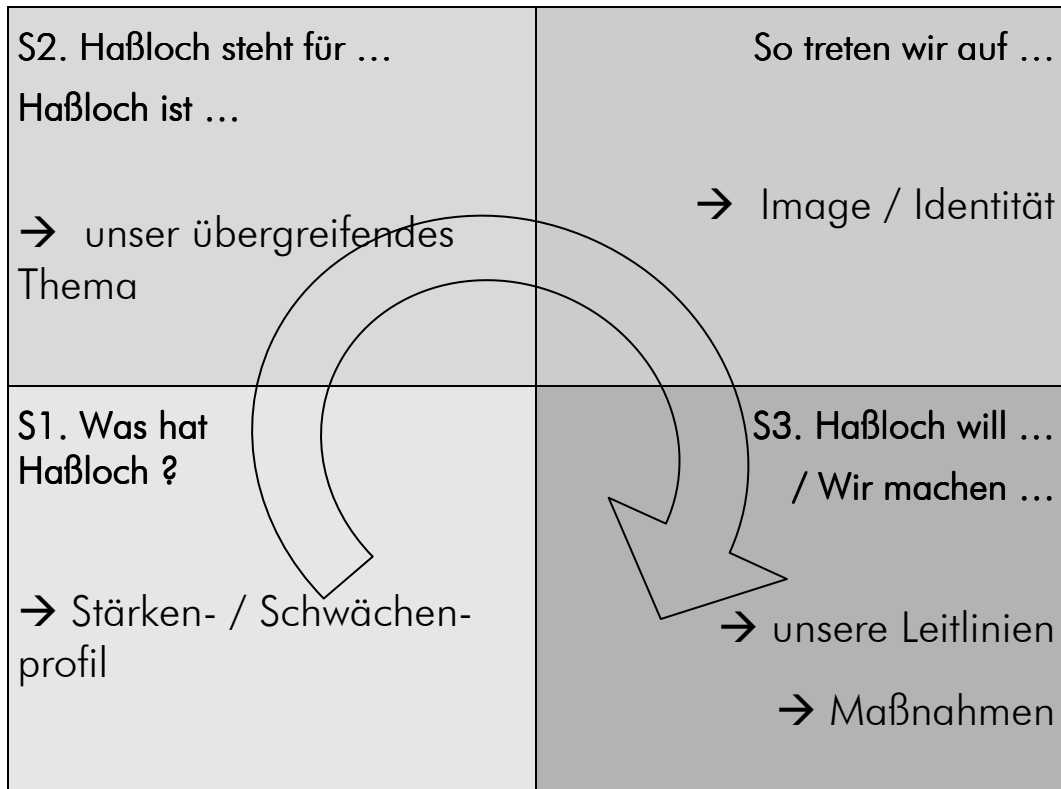 S2. Haßloch steht für …
Haßloch ist …
→ unser übergreifendes
Thema
So treten wir auf …
→ Image / Identität
S1. Was hat
Haßloch ?
→ Stärken- / Schwächen-
profil
S3. Haßloch will …
/ Wir machen …
→ unsere Leitlinien
→ Maßnahmen